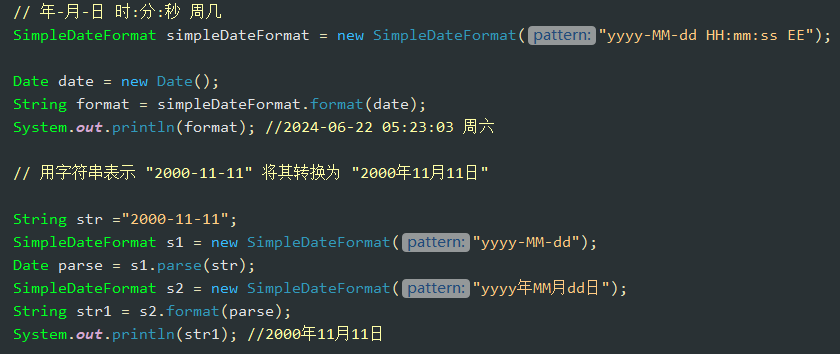 // 年-月-日 时:分:秒 周几
SimpleDateFormat simpleDateFormat = new SimpleDateFormat( pattern: "yyyy-MM-dd HH:mm:ss EE");
Date date = new Date();
String format = simpleDateFormat.format(date);
System.out.println(format); //2024-06-22 05:23:03 周六
// 用字符串表示 "2000-11-11" 将其转换为 "2000年11月11日"
String str ="2000-11-11";
SimpleDateFormat s1 = new SimpleDateFormat( pattern: "yyyy-MM-dd");
Date parse = s1.parse(str);
SimpleDateFormat s2 = new SimpleDateFormat( pattern: "yyyy年MM月dd日");
String str1 = s2.format(parse);
System.out.println(str1); //2000年11月11日